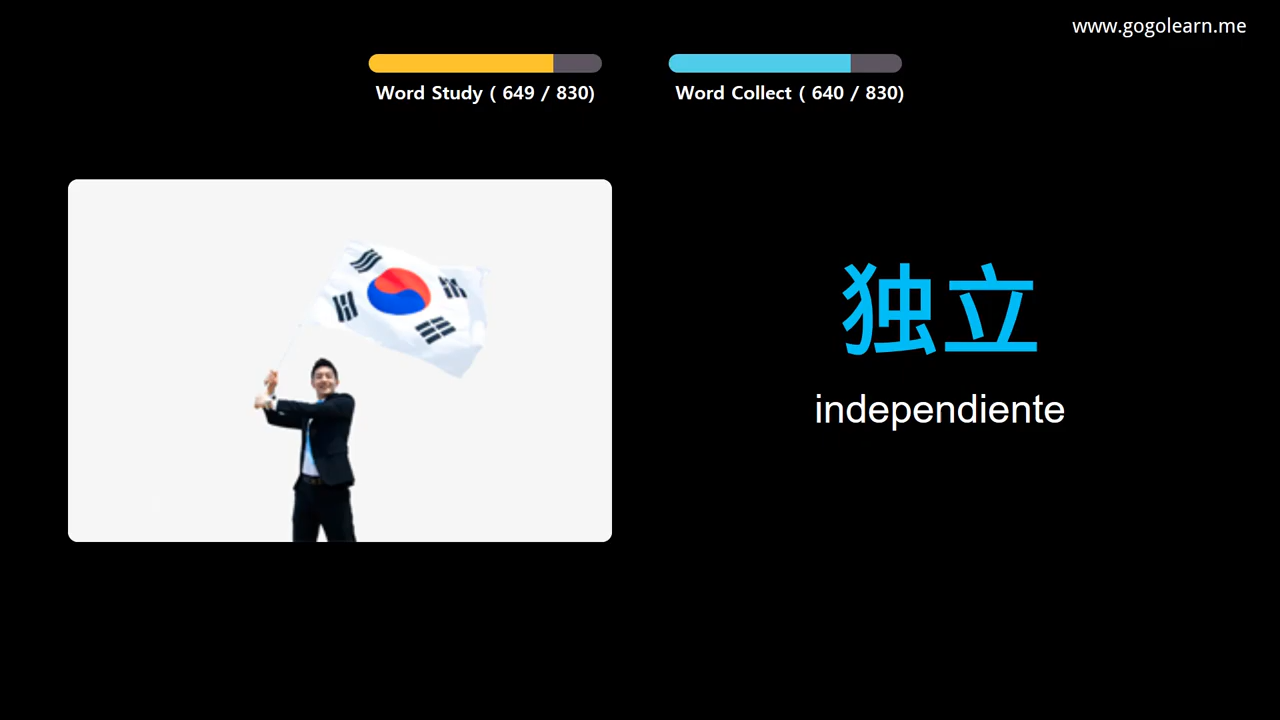 www.gogolearn.me
Word Study ( 649 / 830)
Word Collect ( 640 / 830)
独立
independiente